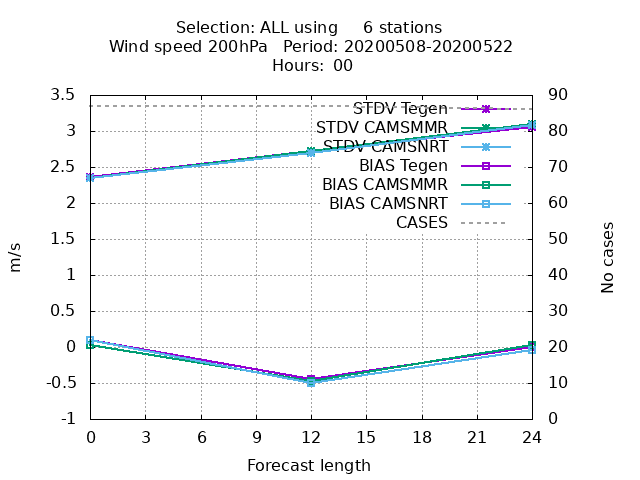 Selection: ALL using     6 stations
Wind speed 200hPa   Period: 20200508-20200522
Hours:  00
3.5
3
2.5
2
1.5
1
0.5
0
-0.5
-1
90
80
70
60
50
40
30
20
10
0
m/s
No cases
STDV Tegen
STDV CAMSMMR
STDV CAMSNRT
BIAS Tegen
BIAS CAMSMMR
BIAS CAMSNRT
CASES
0 3 6 9 12 15 18 21 24
Forecast length